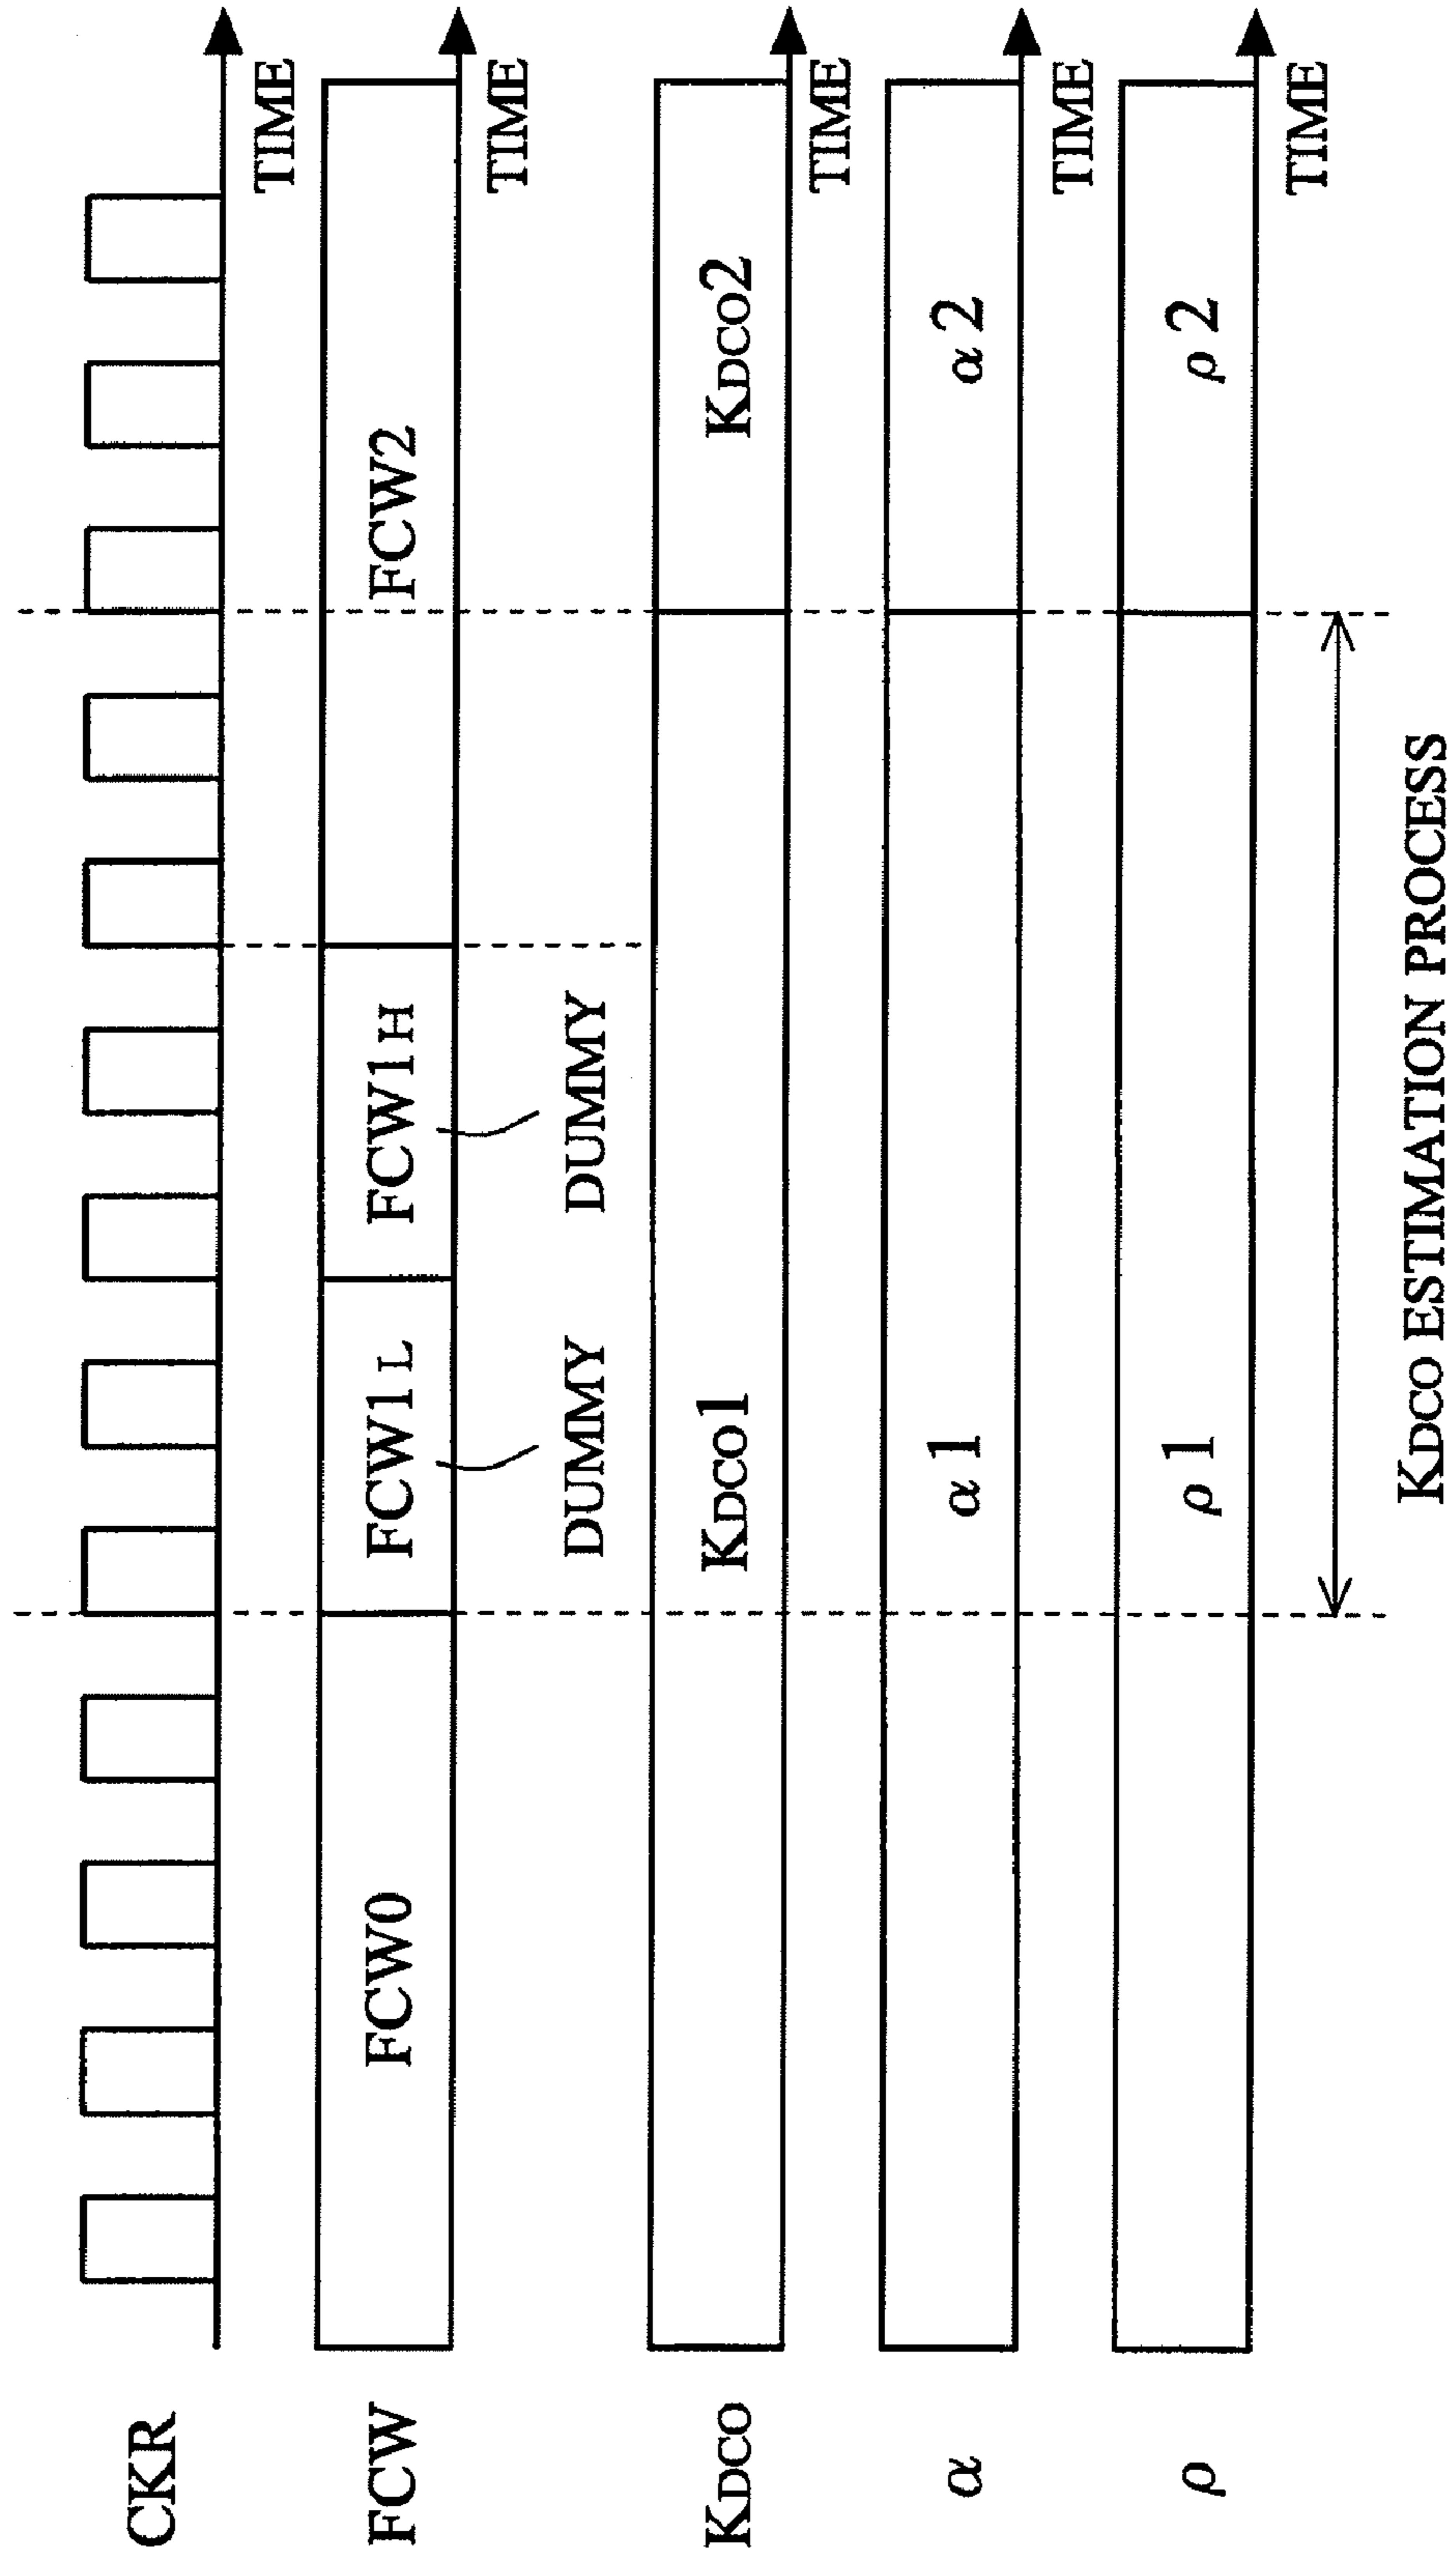 CKR
TIME
FCW
FCW0
FCW1L
FCW1H
FCW2
TIME
DUMMY
DUMMY
KDCO
KDCO1
KDCO2
TIME
α
α1
α2
TIME
ρ
ρ1
ρ2
TIME
KDCO ESTIMATION PROCESS